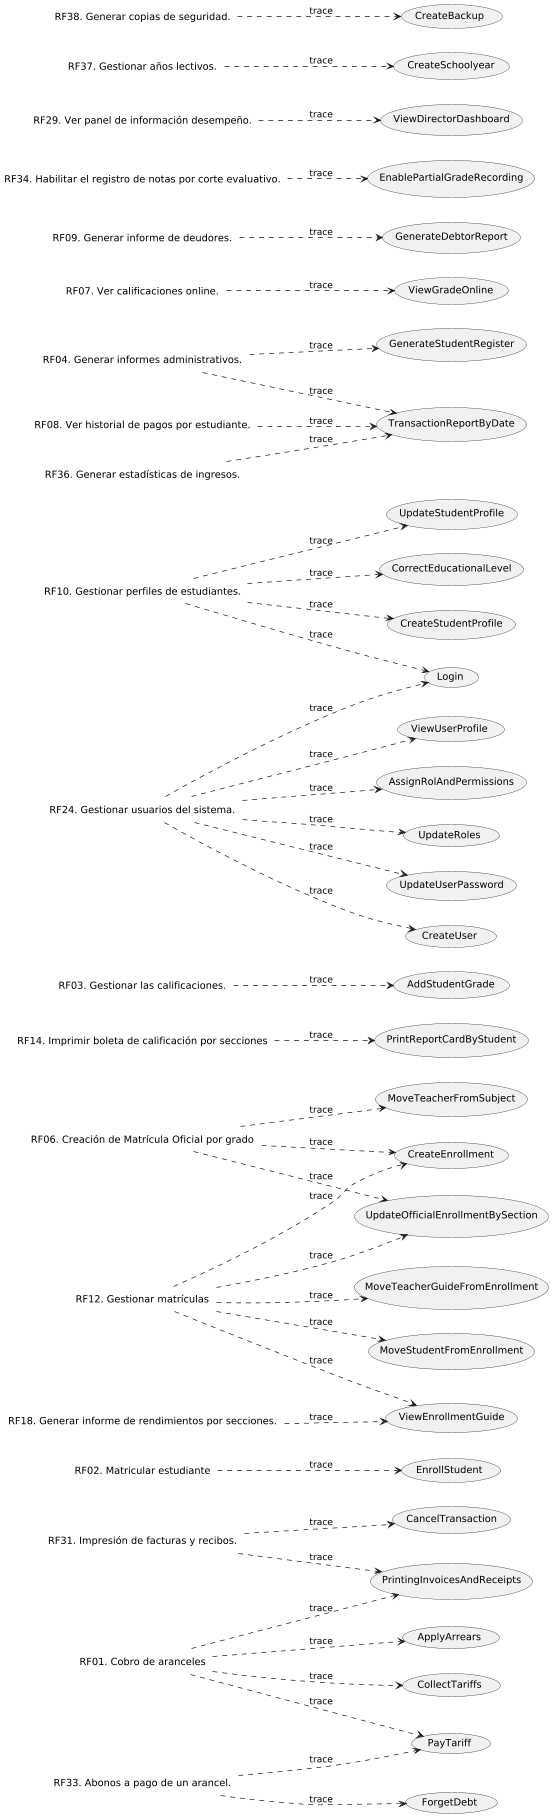 RF38. Generar copias de seguridad.
trace
CreateBackup
RF37. Gestionar años lectivos.
trace
CreateSchoolyear
RF29. Ver panel de información desempeño.
trace
ViewDirectorDashboard
RF34. Habilitar el registro de notas por corte evaluativo.
trace
EnablePartialGradeRecording
RF09. Generar informe de deudores.
trace
GenerateDebtorReport
RF07. Ver calificaciones online.
trace
ViewGradeOnline
RF04. Generar informes administrativos.
trace
GenerateStudentRegister
trace
RF08. Ver historial de pagos por estudiante.
trace
TransactionReportByDate
trace
RF36. Generar estadísticas de ingresos.
UpdateStudentProfile
trace
CorrectEducationalLevel
trace
RF10. Gestionar perfiles de estudiantes.
trace
CreateStudentProfile
trace
Login
trace
ViewUserProfile
trace
AssignRolAndPermissions
trace
RF24. Gestionar usuarios del sistema.
trace
UpdateRoles
trace
UpdateUserPassword
trace
CreateUser
RF03. Gestionar las calificaciones.
trace
AddStudentGrade
RF14. Imprimir boleta de calificación por secciones
trace
PrintReportCardByStudent
MoveTeacherFromSubject
trace
RF06. Creación de Matrícula Oficial por grado
trace
CreateEnrollment
trace
trace
UpdateOfficialEnrollmentBySection
trace
MoveTeacherGuideFromEnrollment
RF12. Gestionar matrículas
trace
trace
MoveStudentFromEnrollment
trace
ViewEnrollmentGuide
RF18. Generar informe de rendimientos por secciones.
trace
RF02. Matricular estudiante
trace
EnrollStudent
CancelTransaction
trace
RF31. Impresión de facturas y recibos.
trace
PrintingInvoicesAndReceipts
trace
ApplyArrears
trace
RF01. Cobro de aranceles
trace
CollectTariffs
trace
PayTariff
trace
RF33. Abonos a pago de un arancel.
trace
ForgetDebt